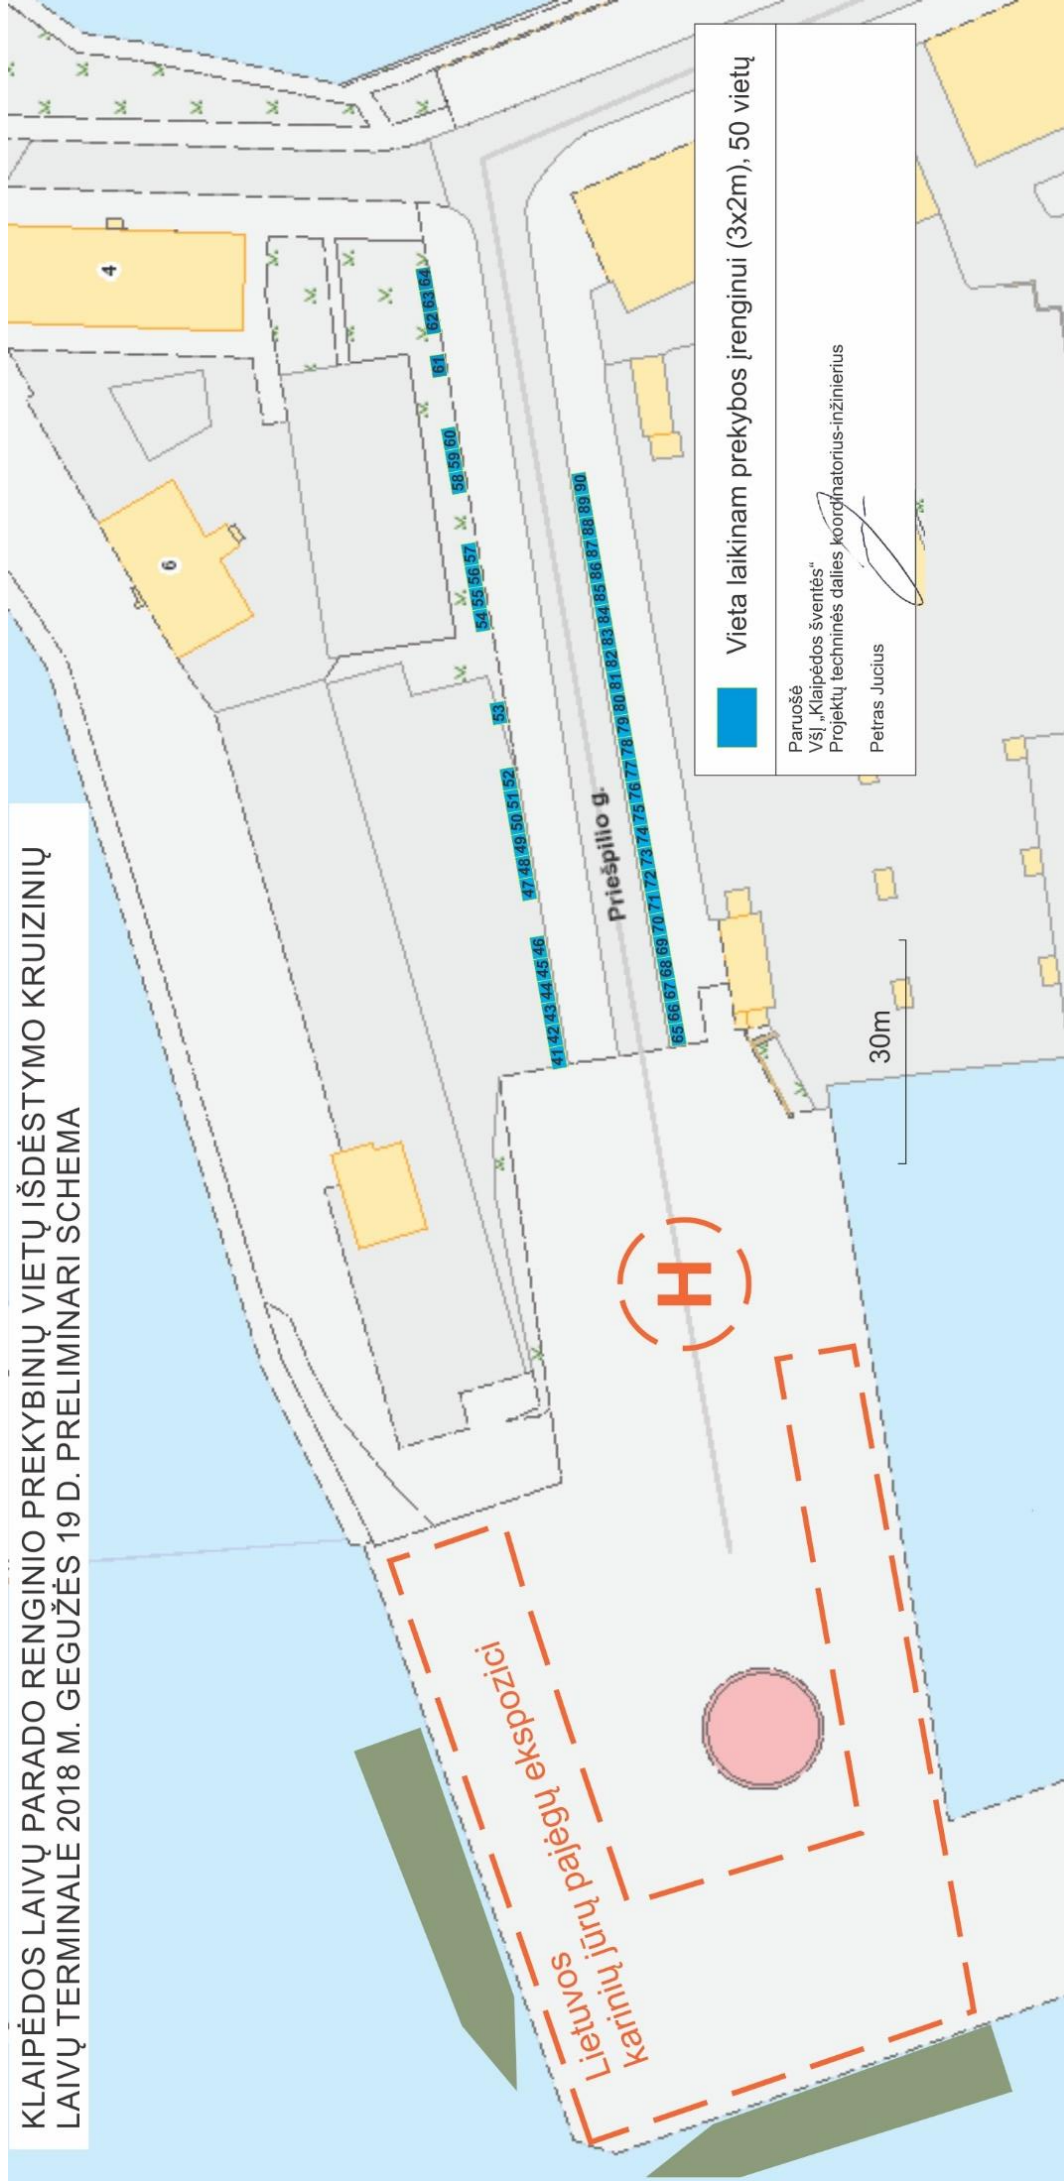 KLAIPĖDOS LAIVŲ PARADO RENGINIO PREKYBINIŲ VIETŲ IŠDĖSTYMO KRUIZINIŲ
LAIVŲ TERMINALE 2018 M. GEGUŽĖS 19 D. PRELIMINARI SCHEMA
4
6
41 42 43 44 45 46
47 48 49 50 51 52
53
54 55 56 57
58 59 60
61
62 63 64
Priešpilio g.
65 66 67 68 69 70 71 72 73 74 75 76 77 78 79 80 81 82 83 84 85 86 87 88 89 90
H
Lietuvos
karinių jūrų pajėgų ekspozici
30m
Vieta laikinam prekybos įrenginui (3x2m), 50 vietų
Paruošė
VšĮ „Klaipėdos šventės“
Projektų techninės dalies koordinatorius-inžinierius
Petras Jucius